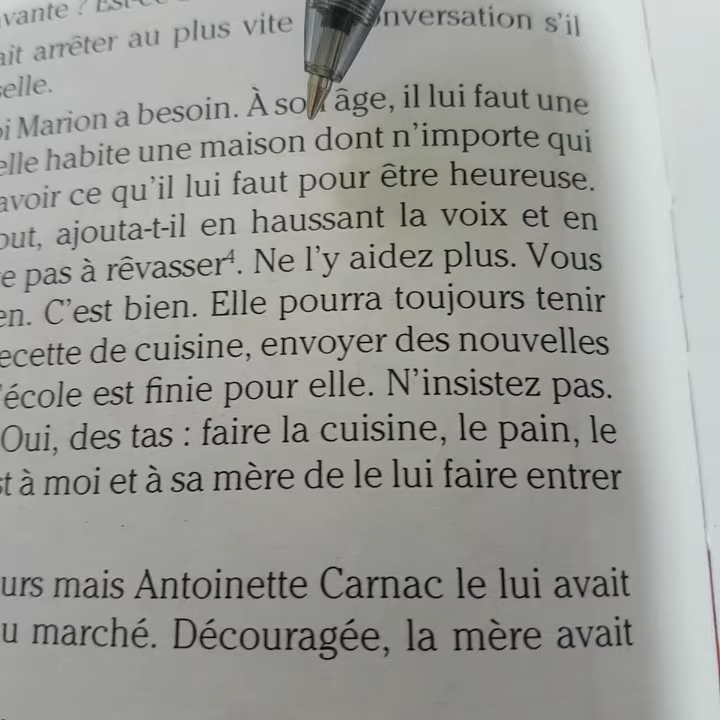 arrêter au plus vite conversation s'il
Marion a besoin. À son âge, il lui faut une
elle habite une maison dont n'importe qui
avoir ce qu'il lui faut pour être heureuse.
out, ajouta-t-il en haussant la voix et en
e pas à rêvasser⁴. Ne l'y aidez plus. Vous
en. C'est bien. Elle pourra toujours tenir
ecette de cuisine, envoyer des nouvelles
'école est finie pour elle. N'insistez pas.
Oui, des tas : faire la cuisine, le pain, le
st à moi et à sa mère de le lui faire entrer
urs mais Antoinette Carnac le lui avait
u marché. Découragée, la mère avait